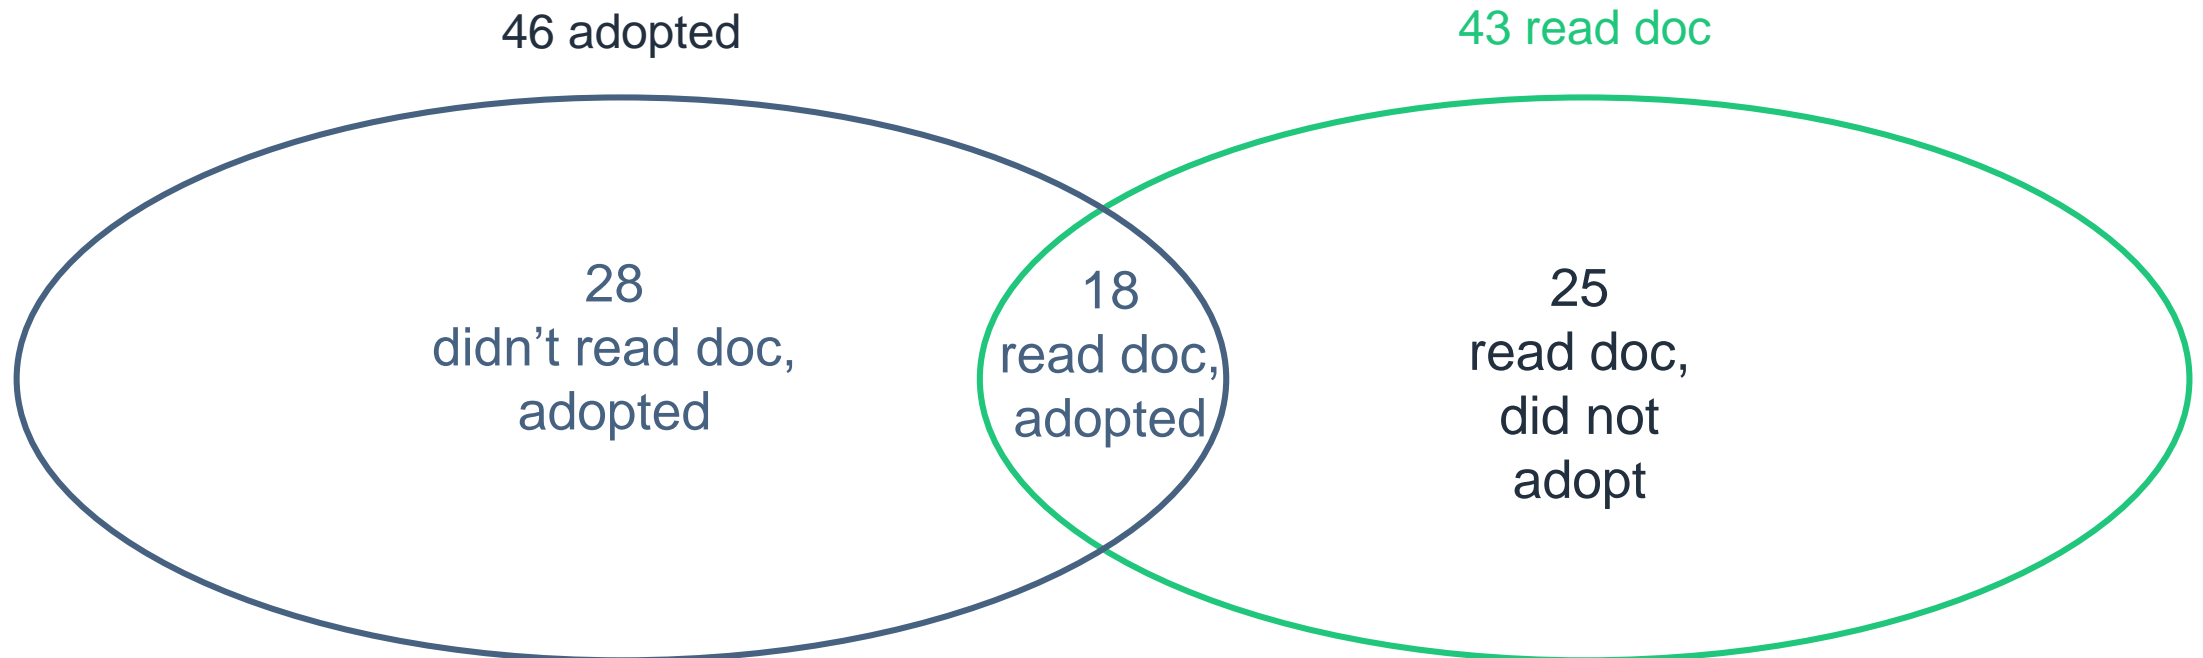 46 adopted
43 read doc
28
didn’t read doc,
adopted
18
read doc,
adopted
25
read doc,
did not
adopt